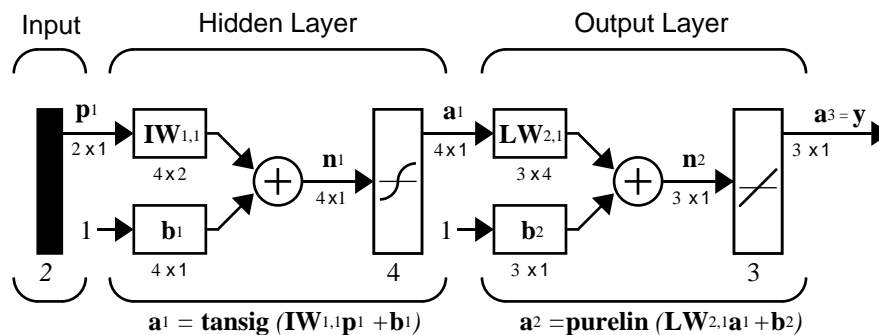 Input Hidden Layer Output Layer
p1 a1 a3 = y
IW1,1 LW2,1
2 x 1 n1 4 x 1 n2 3 x 1
4 x 2 3 x 4
4 x 1 3 x 1
1 b1 1 b2
2 4 x 1 4 3 x 1 3
a1 = tansig (IW1,1p1 +b1) a2 =purelin (LW2,1a1 +b2)